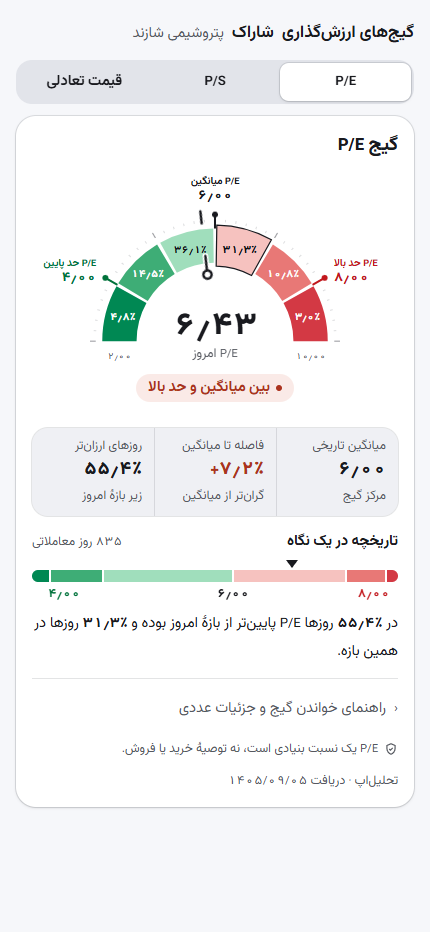 گیج‌های ارزش‌گذاری شاراک پتروشیمی شازند
P/E
P/S
قیمت تعادلی
گیج P/E
P/E میانگین
۶٫۰۰
P/E حد پایین
۴٫۰۰
P/E حد بالا
۸٫۰۰
۳۶٫۱٪
۳۱٫۳٪
۱۴٫۵٪
۱۰٫۸٪
۴٫۸٪
۳٫۰٪
۶٫۴۳
P/E امروز
۲٫۰۰
۱۰٫۰۰
بین میانگین و حد بالا
میانگین تاریخی
۶٫۰۰
مرکز گیج
فاصله تا میانگین
+۷٫۲٪
گران‌تر از میانگین
روزهای ارزان‌تر
۵۵٫۴٪
زیر بازهٔ امروز
تاریخچه در یک نگاه
۸۳۵ روز معاملاتی
۴٫۰۰
۶٫۰۰
۸٫۰۰
در ۵۵٫۴٪ روزها P/E پایین‌تر از بازهٔ امروز بوده و ۳۱٫۳٪ روزها در
همین بازه.
› راهنمای خواندن گیج و جزئیات عددی
P/E یک نسبت بنیادی است، نه توصیهٔ خرید یا فروش.
تحلیل‌اپ · دریافت ۱۴۰۵/۰۹/۰۵